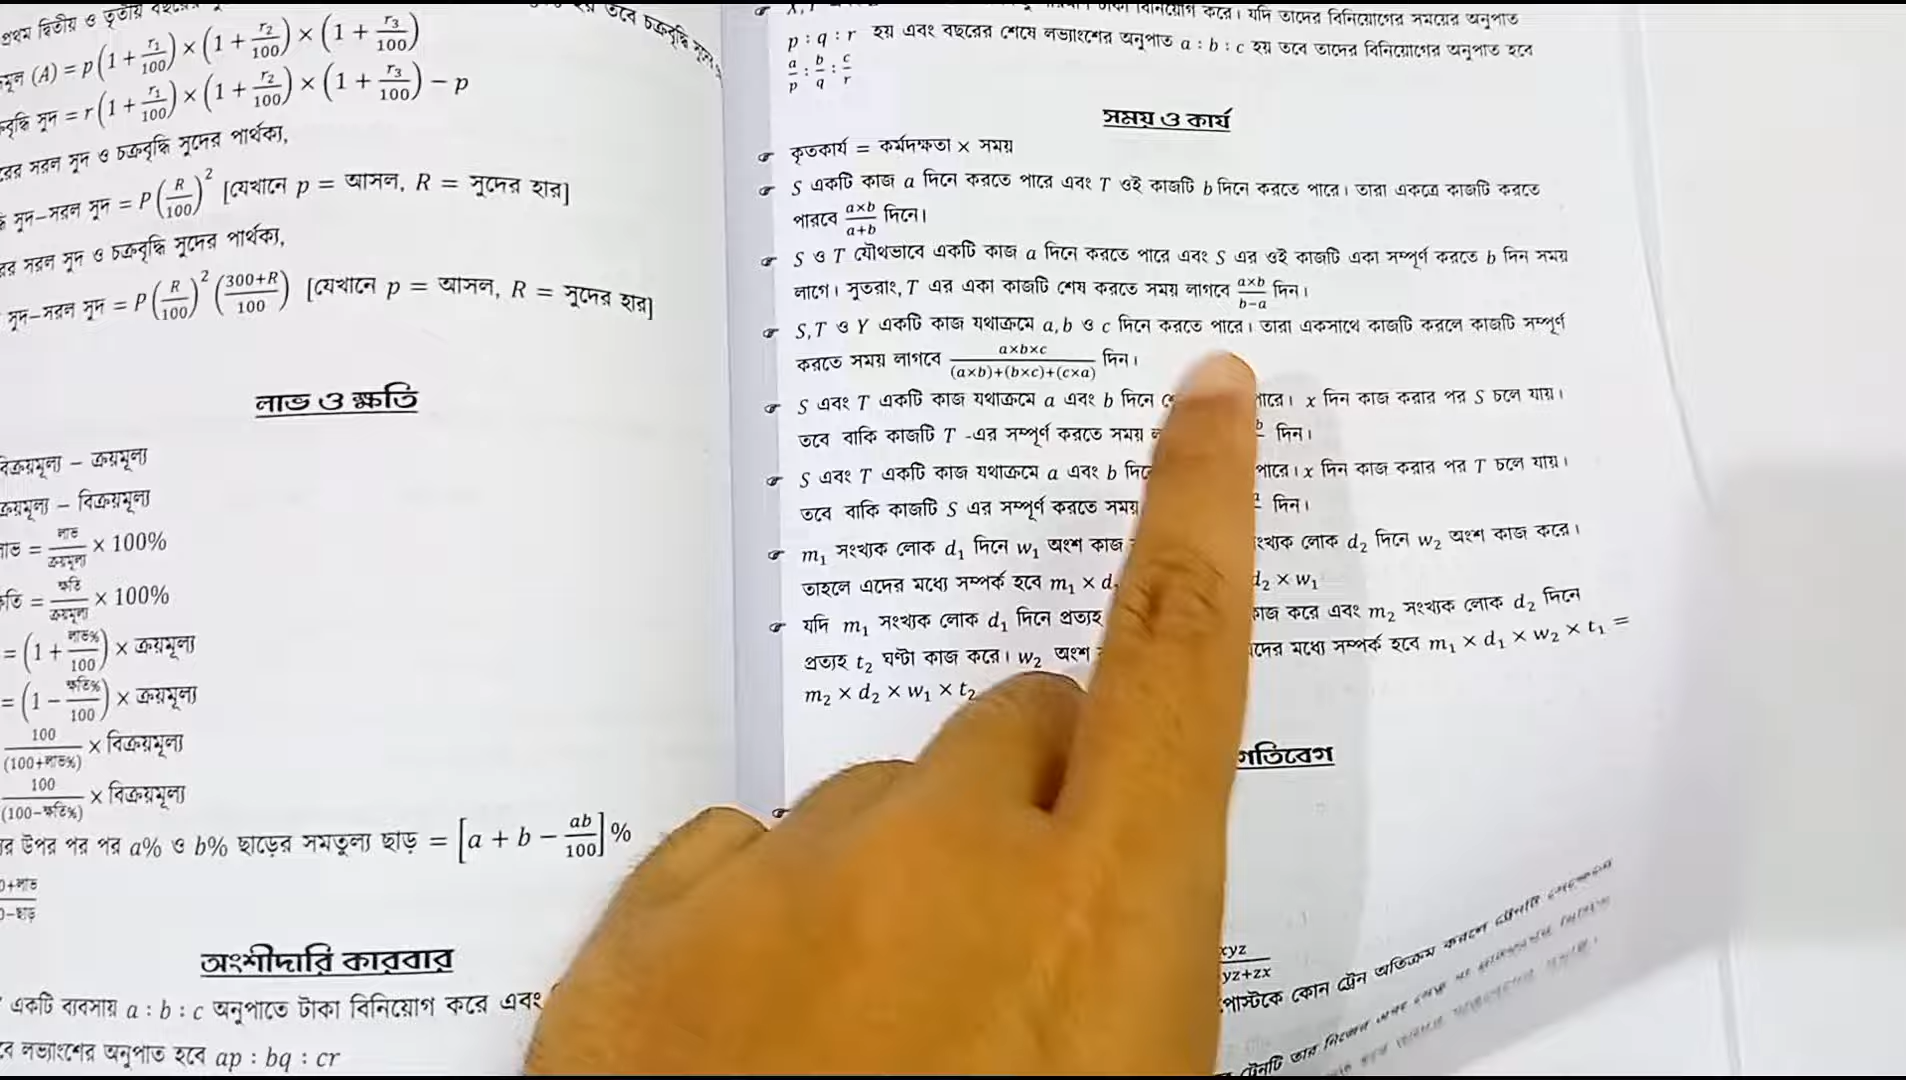 প্রথম দ্বিতীয় ও তৃতীয় বছরের
(A) = p(1 + r₁/100) × (1 + r₂/100) × (1 + r₃/100)
সুদ = r(1 + r₁/100) × (1 + r₂/100) × (1 + r₃/100) − p
সরল সুদ ও চক্রবৃদ্ধি সুদের পার্থক্য,
সুদ−সরল সুদ = P(R/100)² [যেখানে p = আসল, R = সুদের হার]
সরল সুদ ও চক্রবৃদ্ধি সুদের পার্থক্য,
সুদ−সরল সুদ = P(R/100)² (300+R/100) [যেখানে p = আসল, R = সুদের হার]
লাভ ও ক্ষতি
বিক্রয়মূল্য − ক্রয়মূল্য
ক্রয়মূল্য − বিক্রয়মূল্য
= লাভ/ক্রয়মূল্য × 100%
= ক্ষতি/ক্রয়মূল্য × 100%
= (1 + লাভ%/100) × ক্রয়মূল্য
= (1 − ক্ষতি%/100) × ক্রয়মূল্য
100/(100+লাভ%) × বিক্রয়মূল্য
100/(100−ক্ষতি%) × বিক্রয়মূল্য
উপর পর পর a% ও b% ছাড়ের সমতুল্য ছাড় = [a + b − ab/100]%
অংশীদারি কারবার
একটি ব্যবসায় a : b : c অনুপাতে টাকা বিনিয়োগ করে এবং
লভ্যাংশের অনুপাত হবে ap : bq : cr
টাকা বিনিয়োগ করে। যদি তাদের বিনিয়োগের সময়ের অনুপাত
p : q : r হয় এবং বছরের শেষে লভ্যাংশের অনুপাত a : b : c হয় তবে তাদের বিনিয়োগের অনুপাত হবে
a/p : b/q : c/r
সময় ও কার্য
☞ কৃতকার্য = কর্মদক্ষতা × সময়
☞ S একটি কাজ a দিনে করতে পারে এবং T ওই কাজটি b দিনে করতে পারে। তারা একত্রে কাজটি করতে
পারবে a×b/a+b দিনে।
☞ S ও T যৌথভাবে একটি কাজ a দিনে করতে পারে এবং S এর ওই কাজটি একা সম্পূর্ণ করতে b দিন সময়
লাগে। সুতরাং, T এর একা কাজটি শেষ করতে সময় লাগবে a×b/b−a দিন।
☞ S,T ও Y একটি কাজ যথাক্রমে a,b ও c দিনে করতে পারে। তারা একসাথে কাজটি করলে কাজটি সম্পূর্ণ
করতে সময় লাগবে a×b×c/(a×b)+(b×c)+(c×a) দিন।
☞ S এবং T একটি কাজ যথাক্রমে a এবং b দিনে পারে। x দিন কাজ করার পর S চলে যায়।
তবে বাকি কাজটি T -এর সম্পূর্ণ করতে সময় দিন।
☞ S এবং T একটি কাজ যথাক্রমে a এবং b পারে। x দিন কাজ করার পর T চলে যায়।
তবে বাকি কাজটি S এর সম্পূর্ণ করতে সময় দিন।
☞ m₁ সংখ্যক লোক d₁ দিনে w₁ অংশ কাজ লোক d₂ দিনে w₂ অংশ কাজ করে।
তাহলে এদের মধ্যে সম্পর্ক হবে m₁ × d₂ × w₁
☞ যদি m₁ সংখ্যক লোক d₁ দিনে প্রত্যহ কাজ করে এবং m₂ সংখ্যক লোক d₂ দিনে
প্রত্যহ t₂ ঘণ্টা কাজ করে। w₂ অংশ মধ্যে সম্পর্ক হবে m₁ × d₁ × w₂ × t₁ =
m₂ × d₂ × w₁ × t₂
গতিবেগ
xyz
yz+zx
পোস্টকে কোন ট্রেন অতিক্রম করলে ট্রেনটি
ট্রেনটি তার নিজের